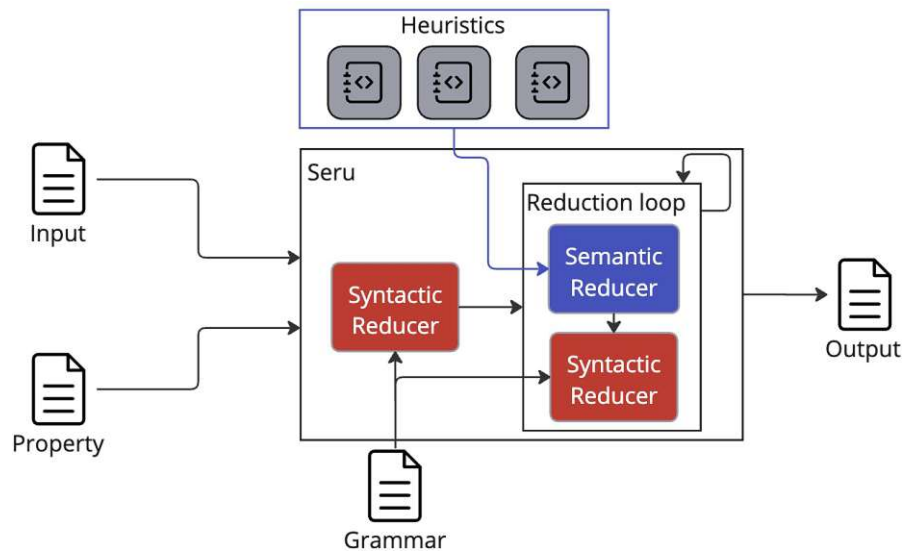 Heuristics
Seru
Reduction loop
Input
Semantic
Reducer
Syntactic
Reducer
Output
Syntactic
Reducer
Property
Grammar